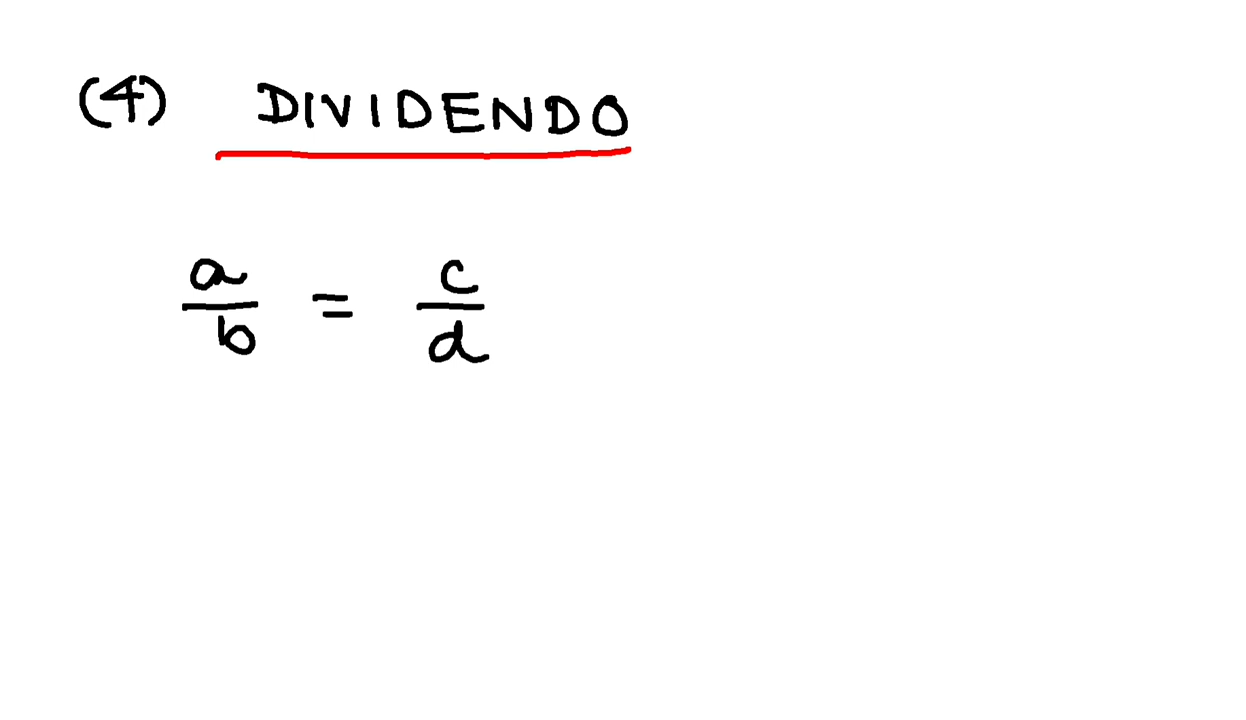 (4) DIVIDENDO
a/b = c/d